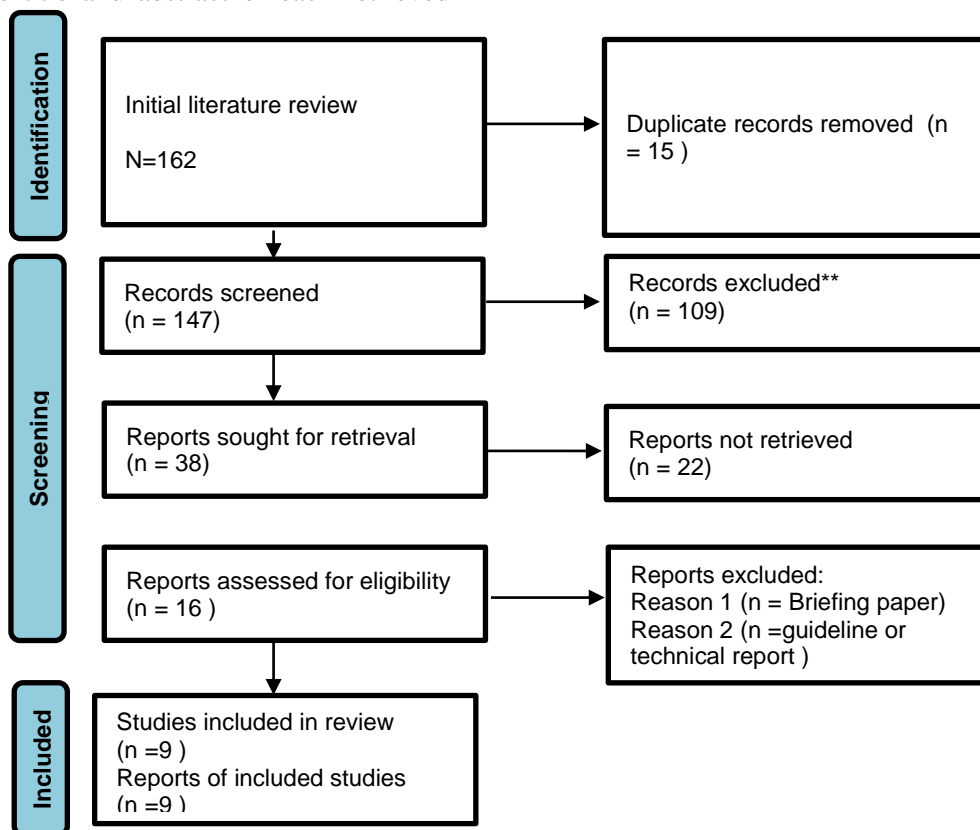 Identification
Initial literature review
N=162
Duplicate records removed (n
= 15 )
Screening
Records screened
(n = 147)
Records excluded**
(n = 109)
Reports sought for retrieval
(n = 38)
Reports not retrieved
(n = 22)
Reports assessed for eligibility
(n = 16 )
Reports excluded:
Reason 1 (n = Briefing paper)
Reason 2 (n =guideline or
technical report )
Included
Studies included in review
(n =9 )
Reports of included studies
(n =9 )